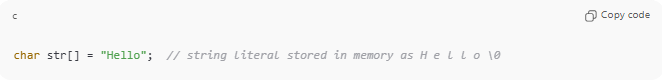 c
Copy code
char str[] = "Hello";  // string literal stored in memory as H e l l o \0